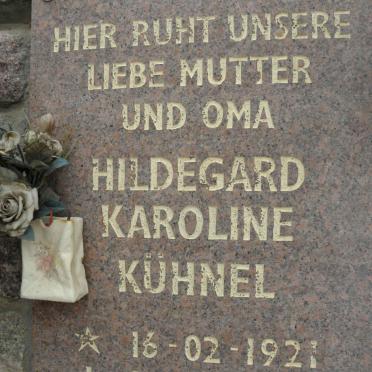 HIER RUHT UNSERE
LIEBE MUTTER
UND OMA
HILDEGARD
KAROLINE
KÜHNEL
16-02-1921